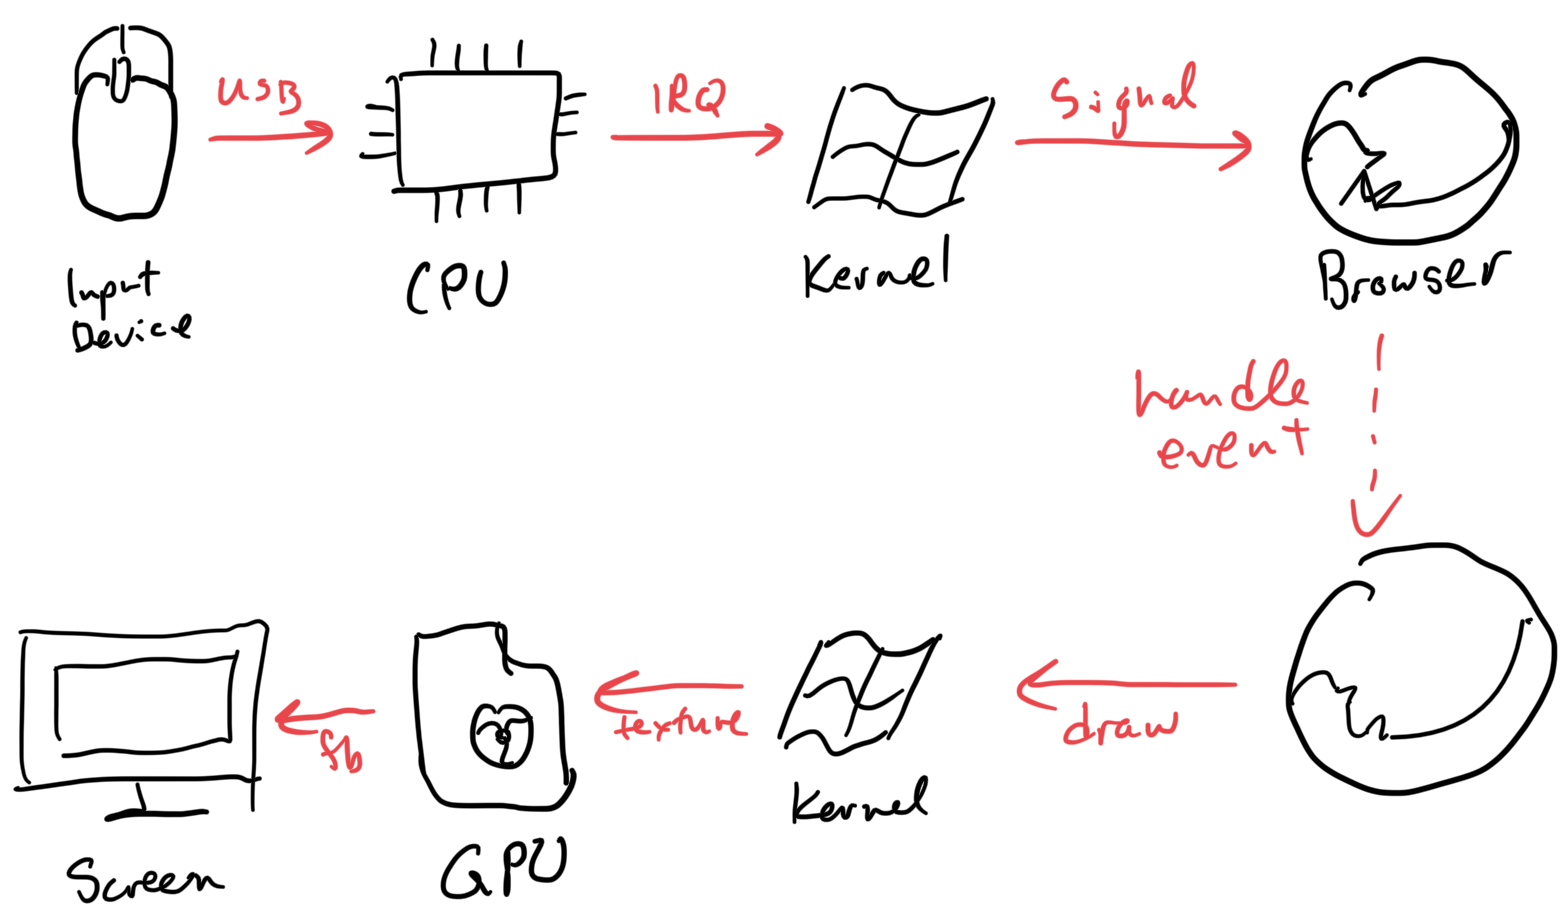 USB
IRQ
Signal
Input
Device
CPU
Kernel
Browser
handle
event
fb
texture
draw
Screen
GPU
Kernel